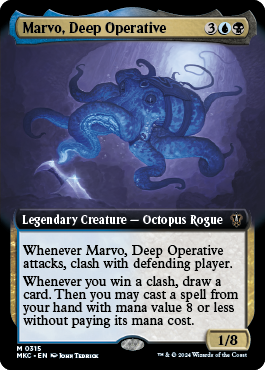 Marvo, Deep Operative 3
Legendary Creature — Octopus Rogue
Whenever Marvo, Deep Operative
attacks, clash with defending player.
Whenever you win a clash, draw a
card. Then you may cast a spell from
your hand with mana value 8 or less
without paying its mana cost.
1/8
M 0315
MKC • EN John Tedrick ™ & © 2024 Wizards of the Coast